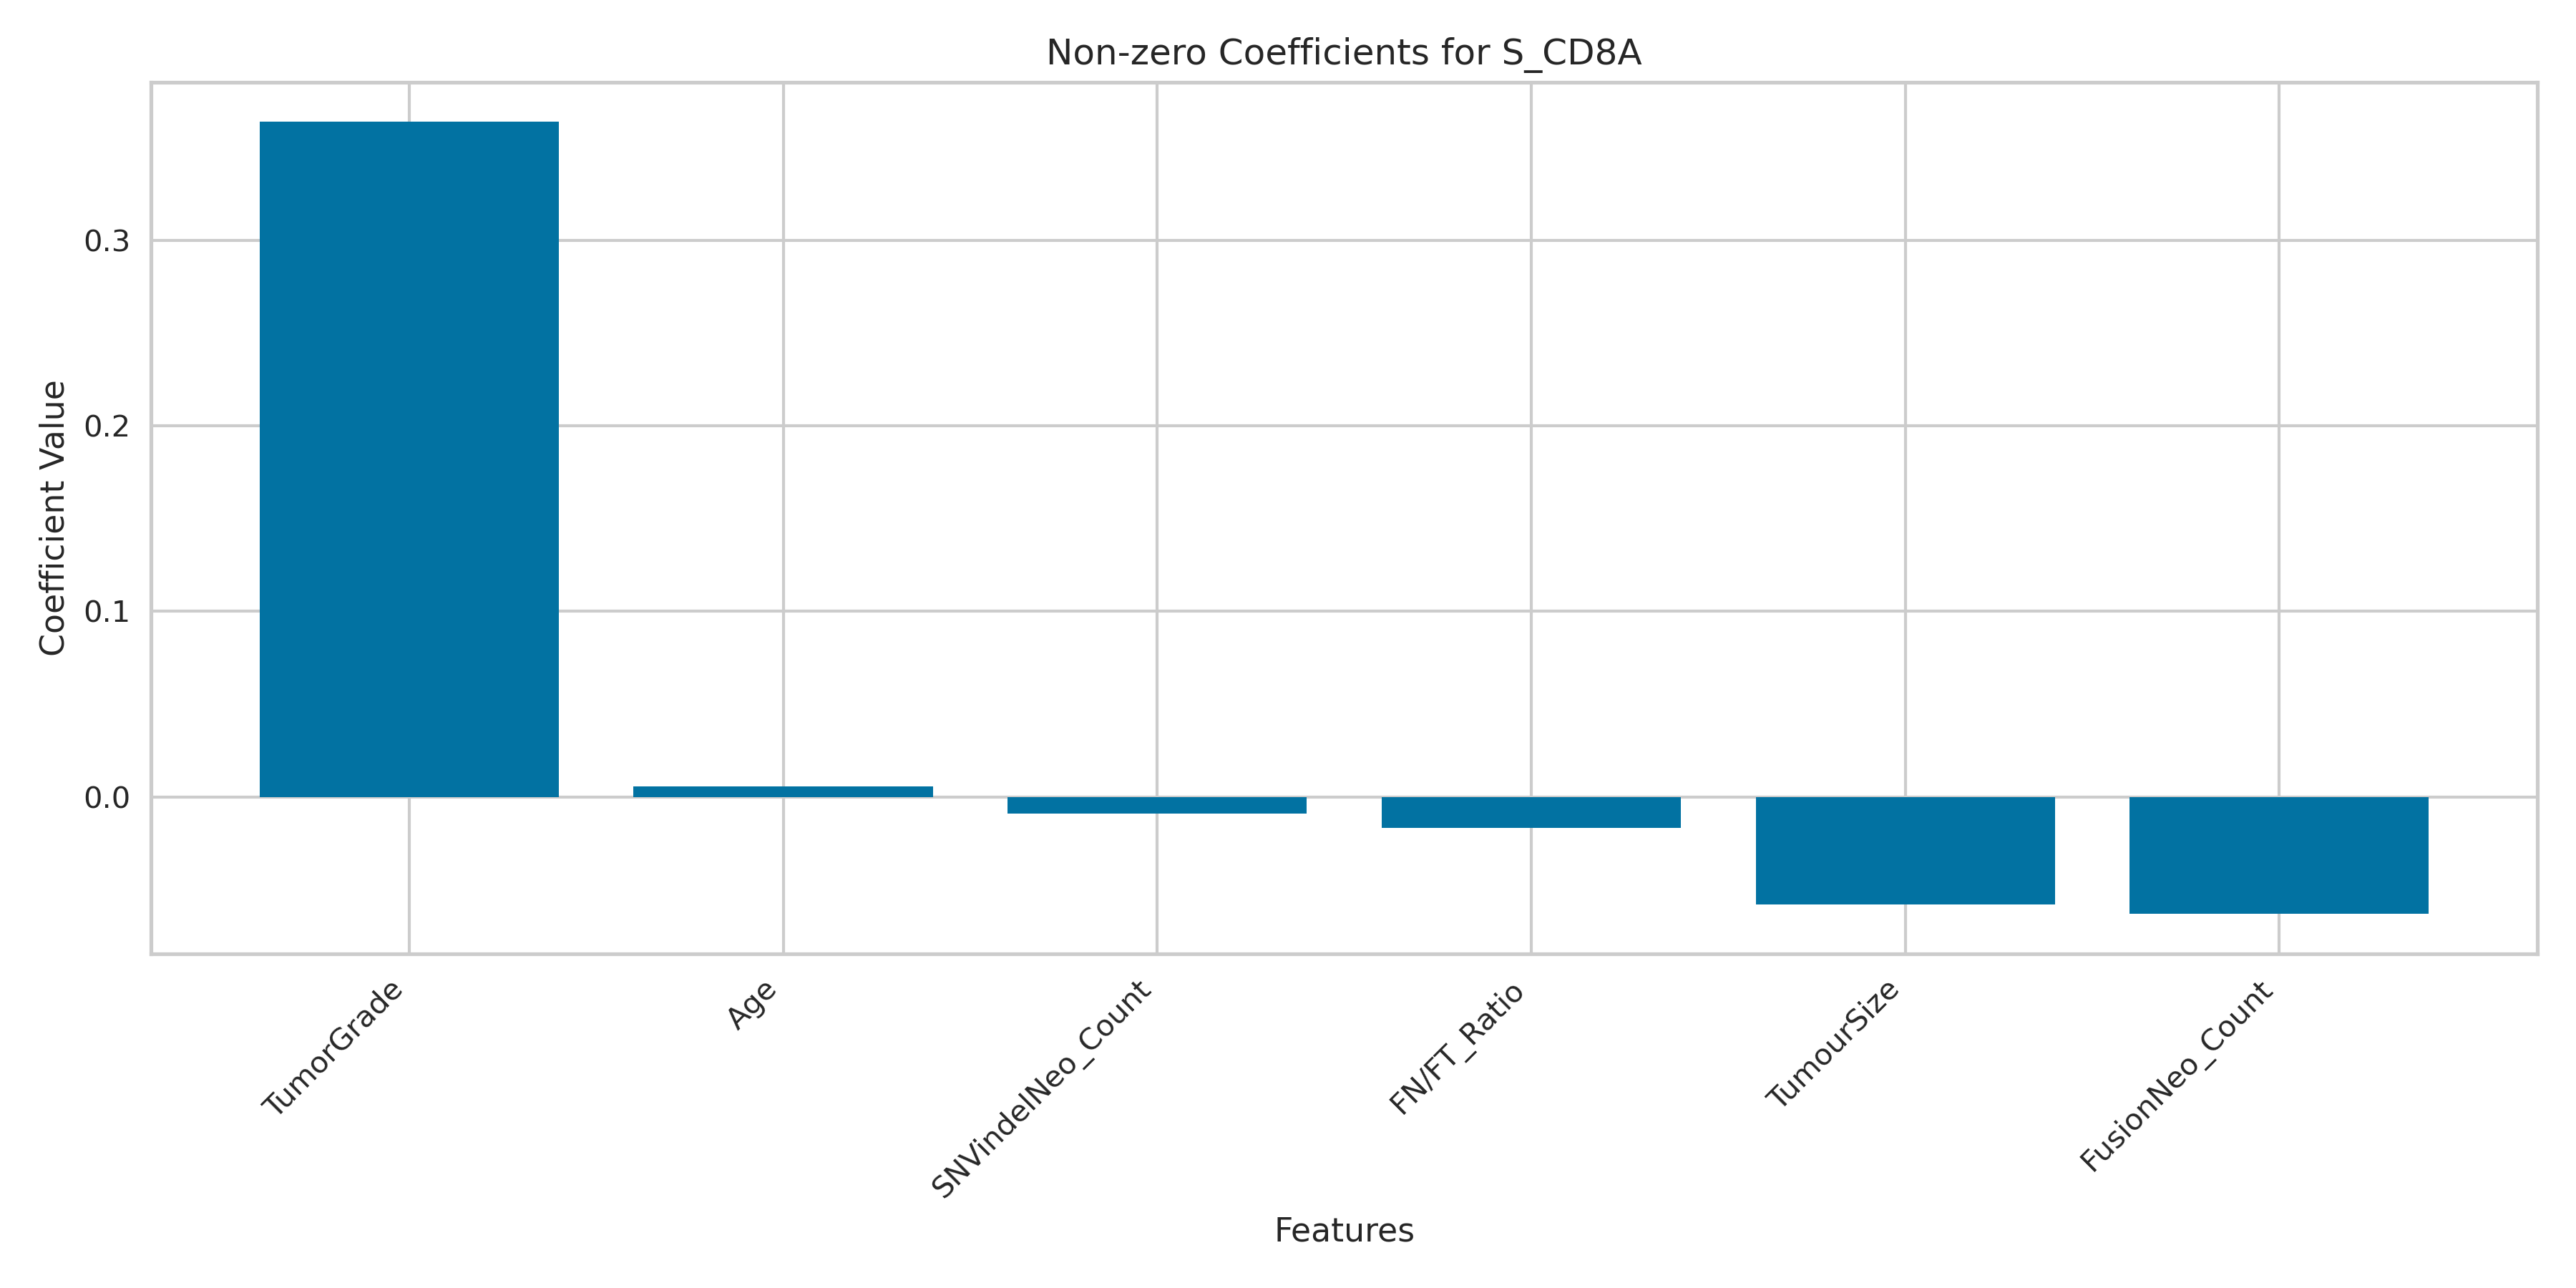 Non-zero Coefficients for S_CD8A
Coefficient Value
0.3
0.2
0.1
0.0
TumorGrade
Age
SNVindelNeo_Count
FN/FT_Ratio
TumourSize
FusionNeo_Count
Features